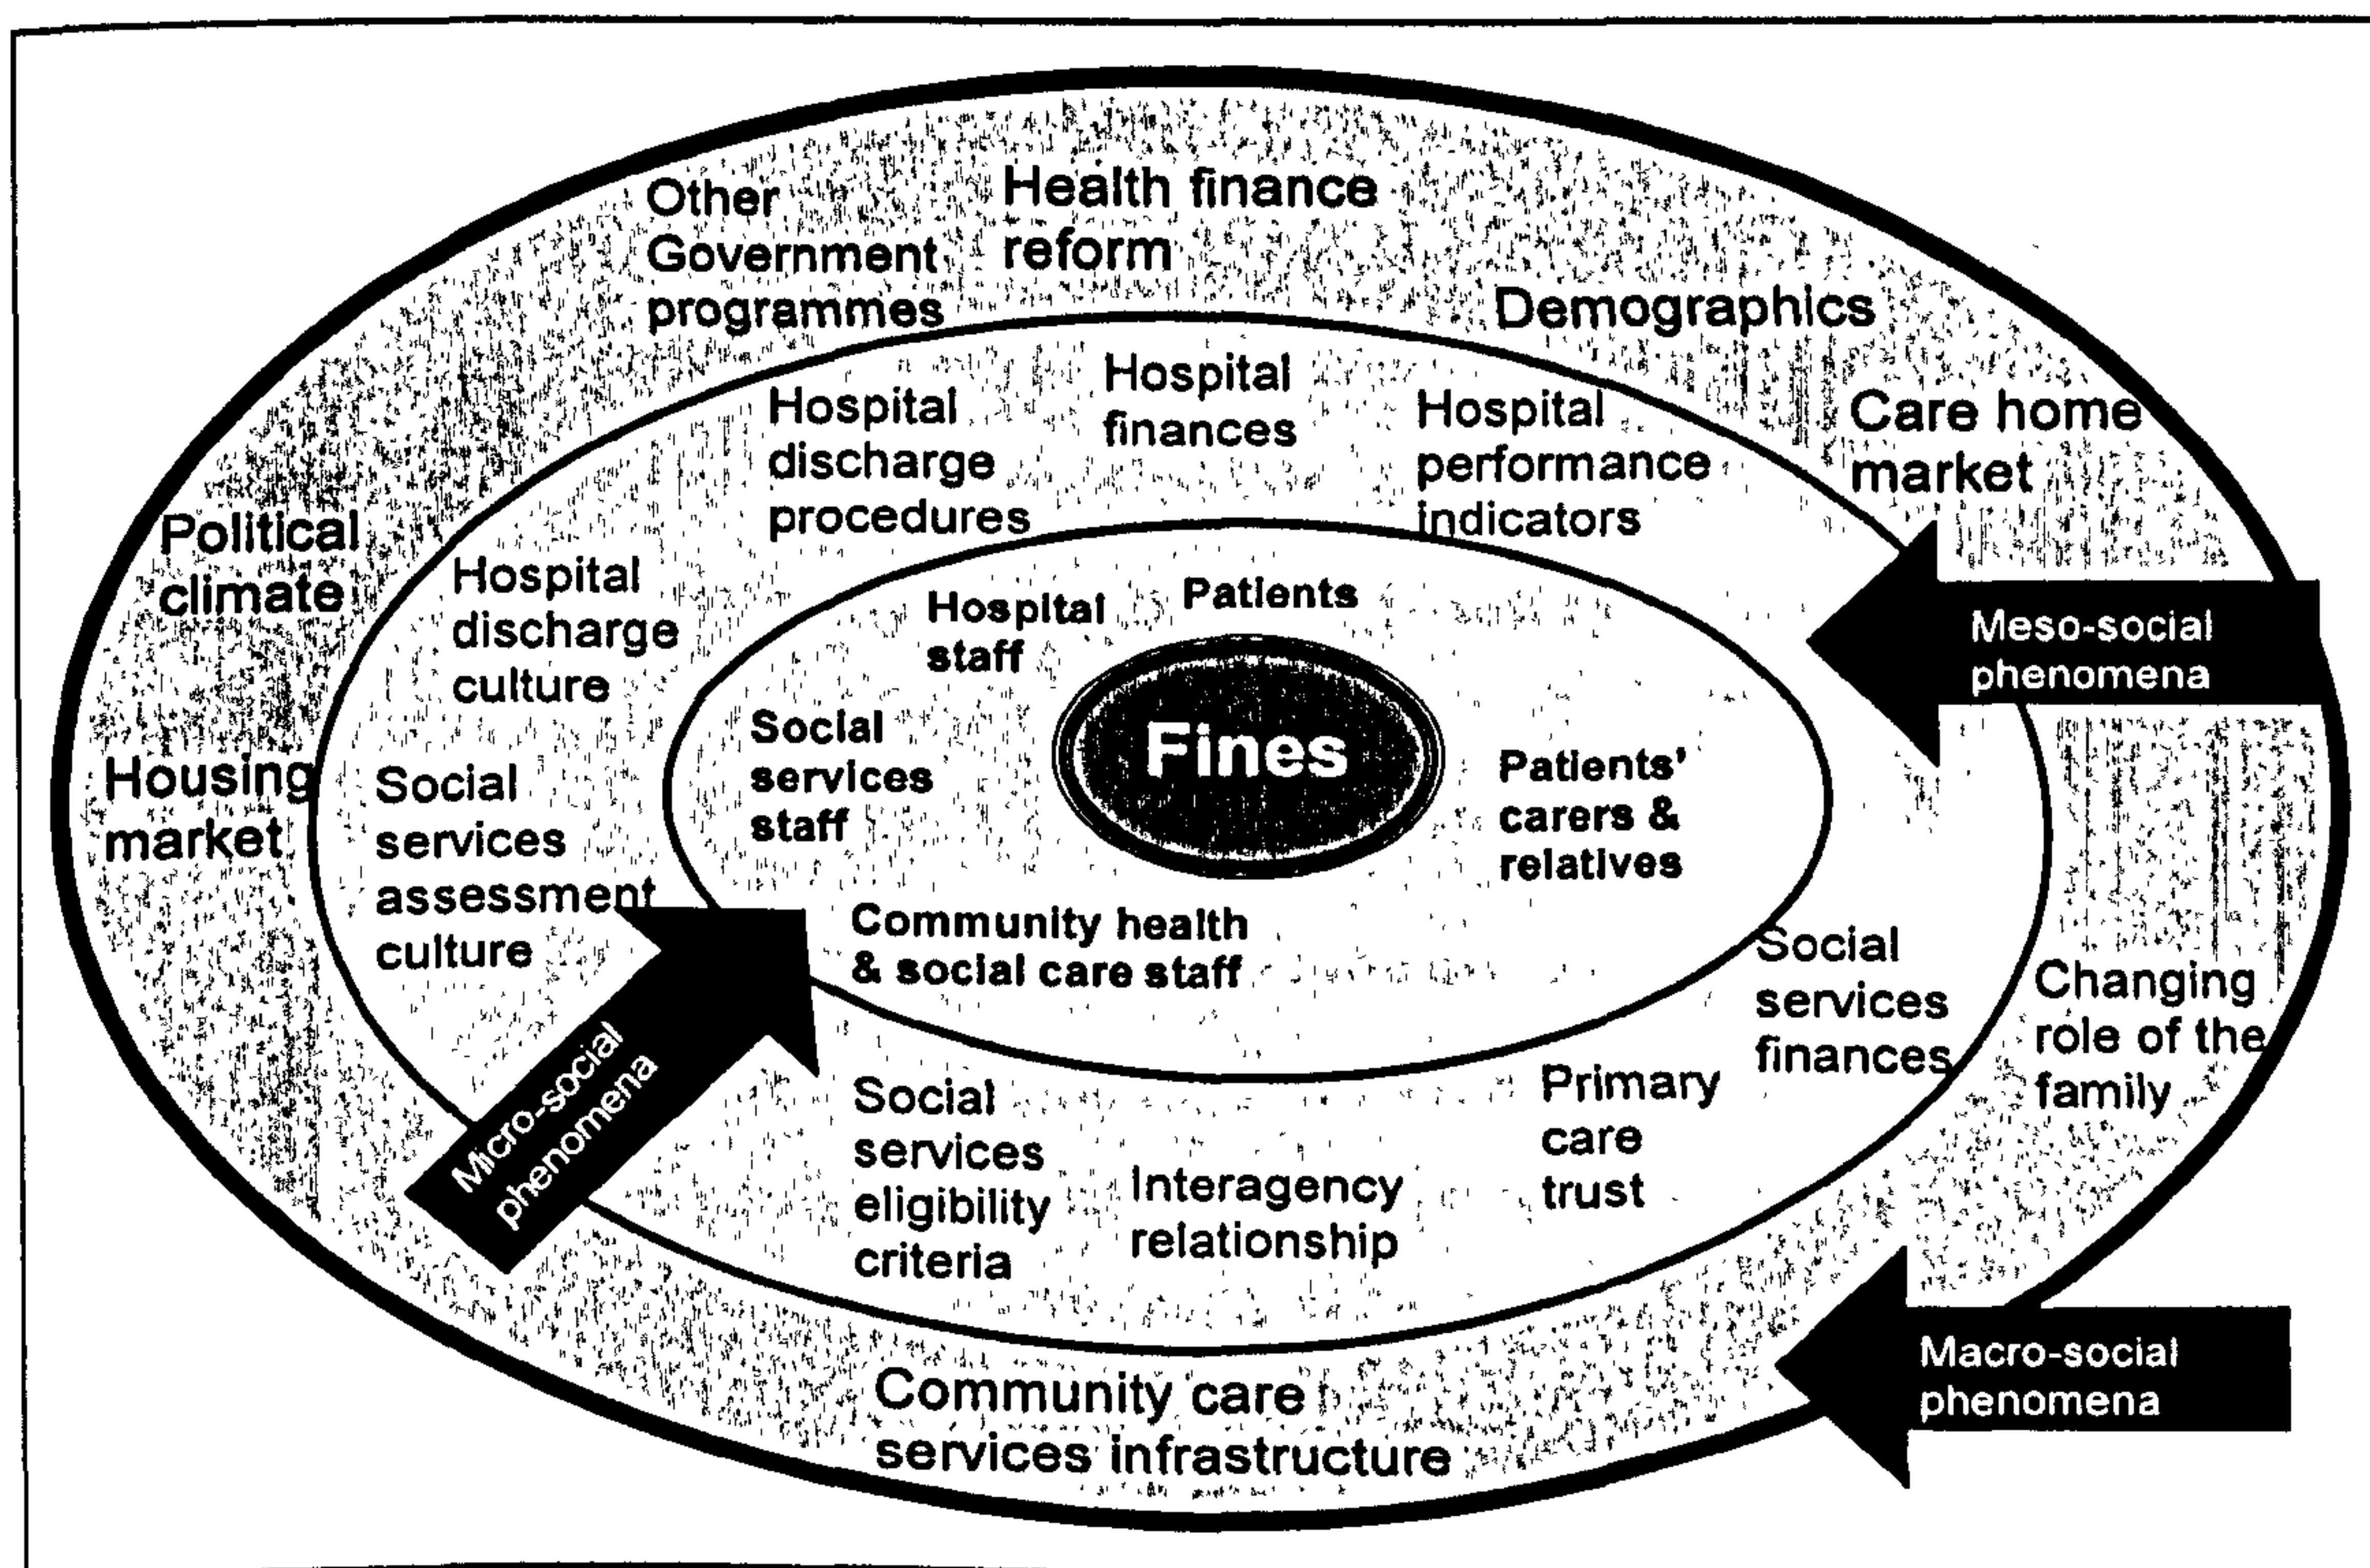 Other
Government
programmes
Health finance
reform
Demographics
Care home
market
Political
climate
Housing
market
Changing
role of the
family
Community care
services infrastructure
Hospital
discharge
procedures
Hospital
finances
Hospital
performance
indicators
Hospital
discharge
culture
Social
services
assessment
culture
Social
services
eligibility
criteria
Interagency
relationship
Primary
care
trust
Social
services
finances
Hospital
staff
Patients
Social
services
staff
Fines
Patients'
carers &
relatives
Community health
& social care staff
Meso-social
phenomena
Micro-social
phenomena
Macro-social
phenomena